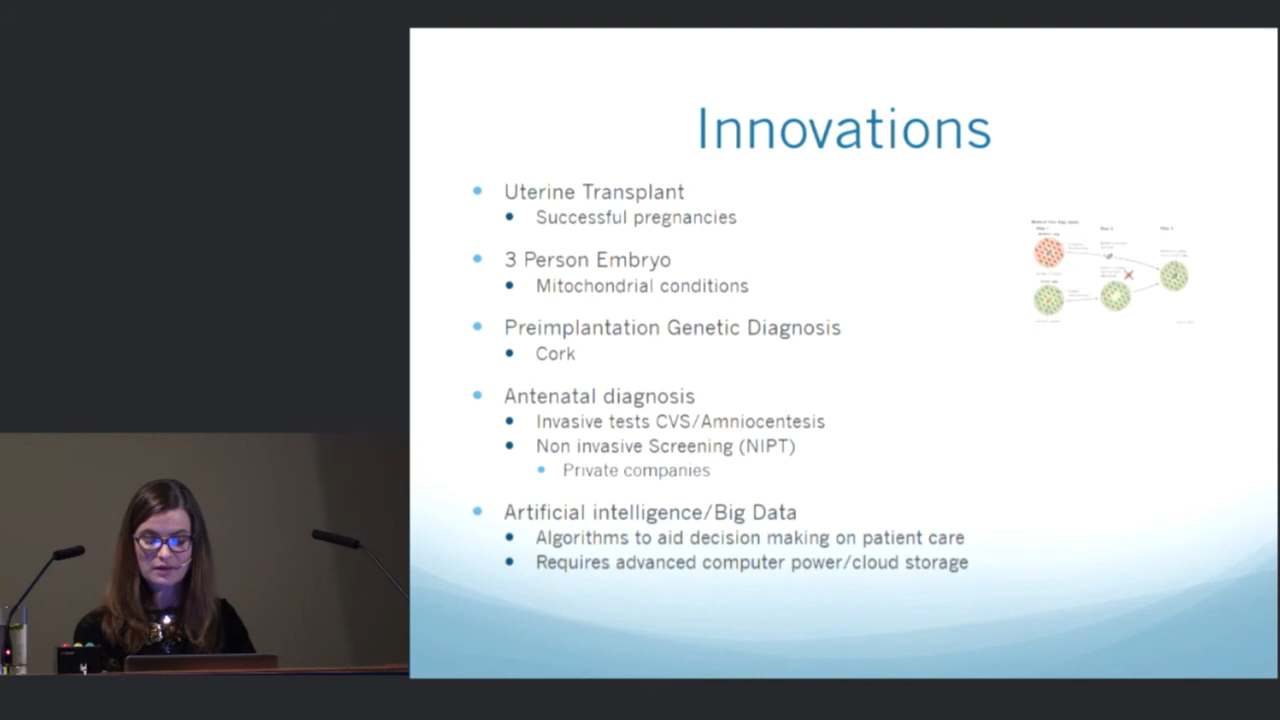 Innovations
Uterine Transplant
Successful pregnancies
3 Person Embryo
Mitochondrial conditions
Preimplantation Genetic Diagnosis
Cork
Antenatal diagnosis
Invasive tests CVS/Amniocentesis
Non invasive Screening (NIPT)
Private companies
Artificial intelligence/Big Data
Algorithms to aid decision making on patient care
Requires advanced computer power/cloud storage